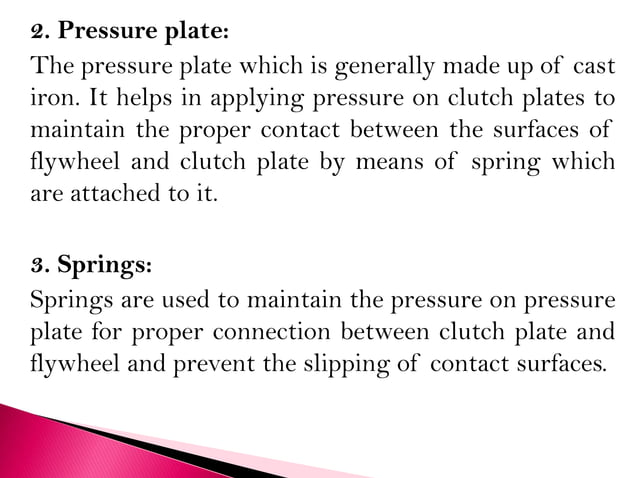 2. Pressure plate:
The pressure plate which is generally made up of cast
iron. It helps in applying pressure on clutch plates to
maintain the proper contact between the surfaces of
flywheel and clutch plate by means of spring which
are attached to it.
3. Springs:
Springs are used to maintain the pressure on pressure
plate for proper connection between clutch plate and
flywheel and prevent the slipping of contact surfaces.